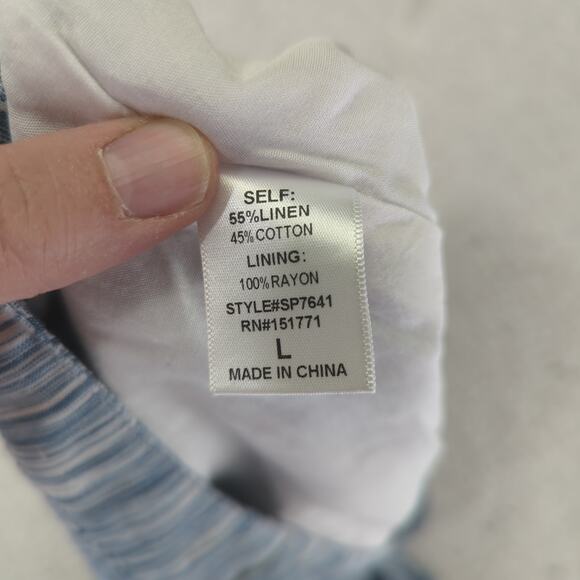 SELF:
55%LINEN
45%COTTON
LINING:
100%RAYON
STYLE#SP7641
RN#151771
L
MADE IN CHINA